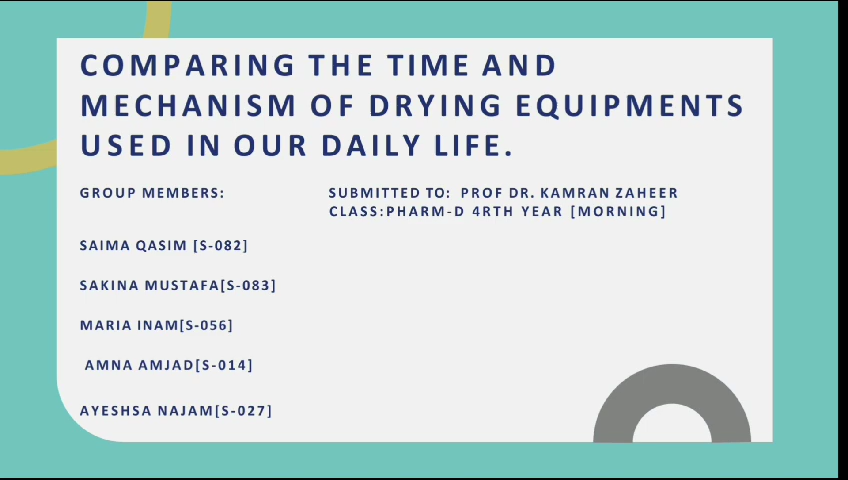 COMPARING THE TIME AND
MECHANISM OF DRYING EQUIPMENTS
USED IN OUR DAILY LIFE.
GROUP MEMBERS:
SUBMITTED TO: PROF DR. KAMRAN ZAHEER
CLASS:PHARM-D 4RTH YEAR [MORNING]
SAIMA QASIM [S-082]
SAKINA MUSTAFA[S-083]
MARIA INAM[S-056]
AMNA AMJAD[S-014]
AYESHSA NAJAM[S-027]